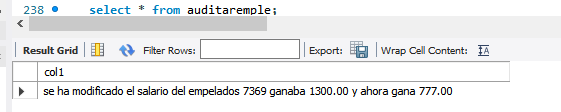 238 select * from auditaremple;
Result Grid Filter Rows: Export: Wrap Cell Content: IA
col1
se ha modificado el salario del empelados 7369 ganaba 1300.00 y ahora gana 777.00